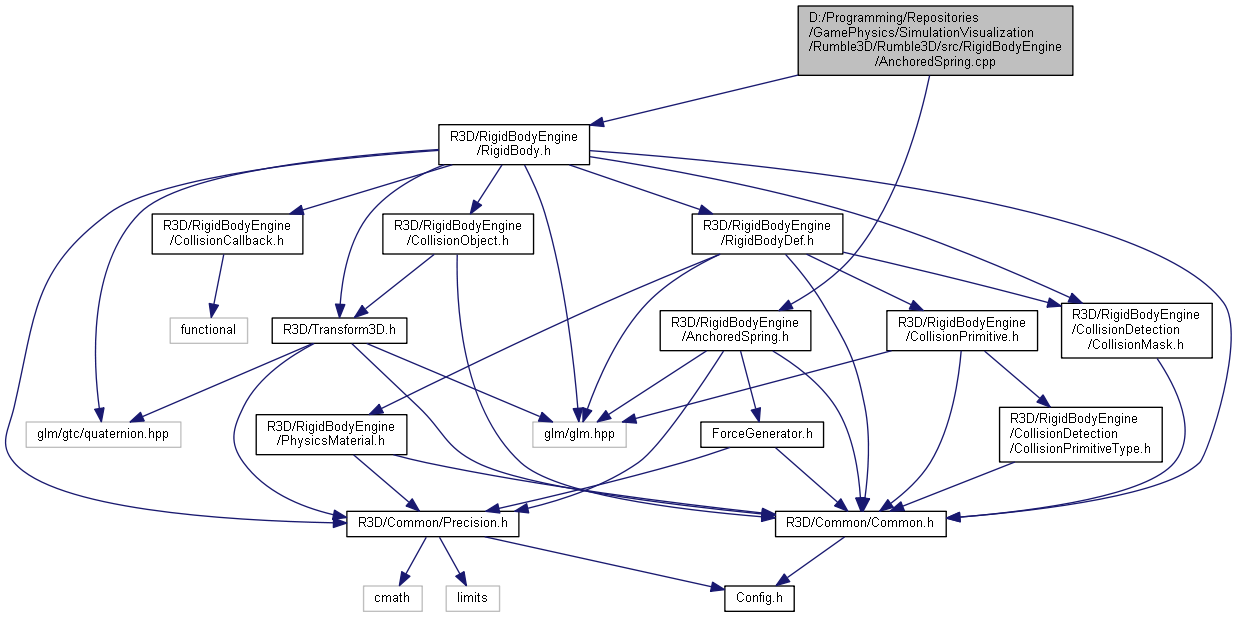 D:/Programming/Repositories
/GamePhysics/SimulationVisualization
/Rumble3D/Rumble3D/src/RigidBodyEngine
/AnchoredSpring.cpp
R3D/RigidBodyEngine
/RigidBody.h
R3D/RigidBodyEngine
/CollisionCallback.h
R3D/RigidBodyEngine
/CollisionObject.h
R3D/RigidBodyEngine
/RigidBodyDef.h
functional
R3D/Transform3D.h
R3D/RigidBodyEngine
/AnchoredSpring.h
R3D/RigidBodyEngine
/CollisionPrimitive.h
R3D/RigidBodyEngine
/CollisionDetection
/CollisionMask.h
glm/gtc/quaternion.hpp
R3D/RigidBodyEngine
/PhysicsMaterial.h
glm/glm.hpp
ForceGenerator.h
R3D/RigidBodyEngine
/CollisionDetection
/CollisionPrimitiveType.h
R3D/Common/Precision.h
R3D/Common/Common.h
cmath
limits
Config.h